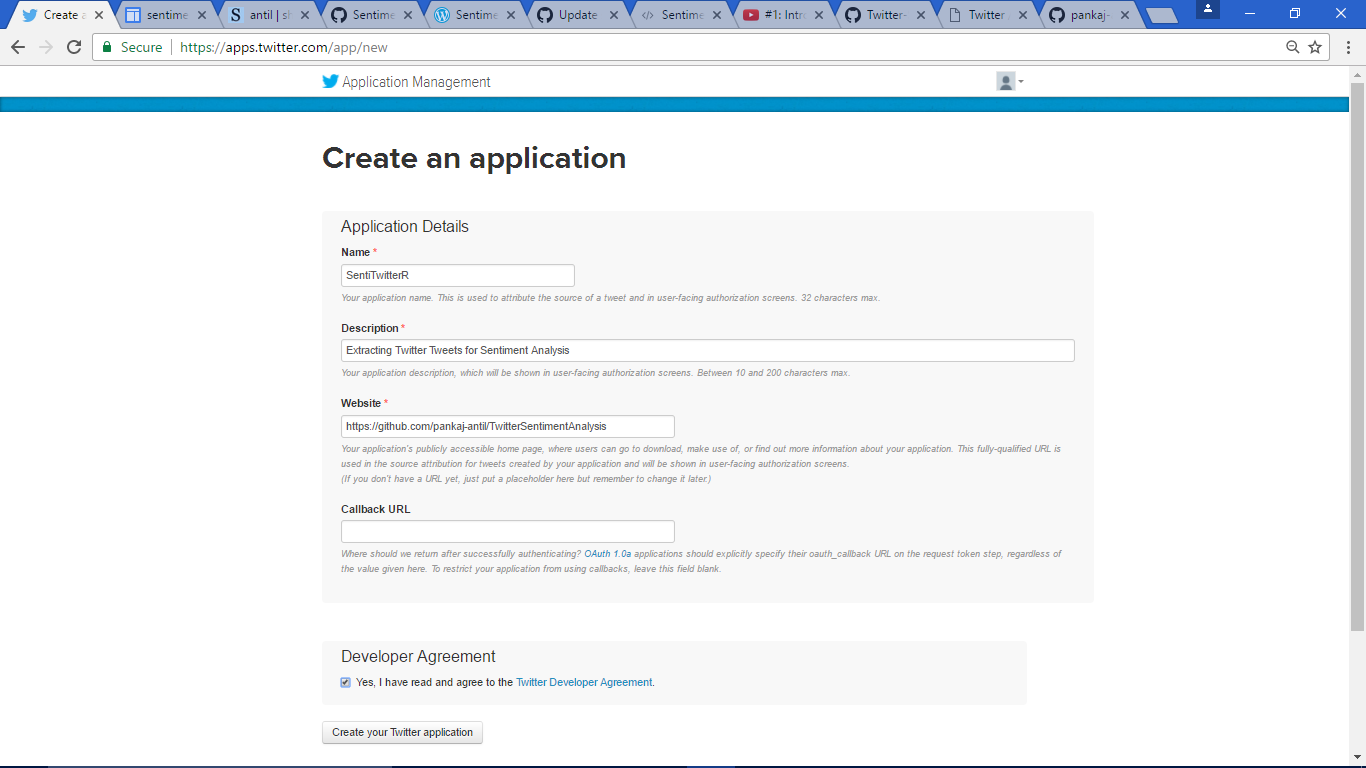 Create a
sentime
antil | sh
Sentime
Sentime
Update
Sentime
#1: Intro
Twitter-
Twitter
pankaj-
Secure
https://apps.twitter.com/app/new
Application Management
Create an application
Application Details
Name *
SentiTwitterR
Your application name. This is used to attribute the source of a tweet and in user-facing authorization screens. 32 characters max.
Description *
Extracting Twitter Tweets for Sentiment Analysis
Your application description, which will be shown in user-facing authorization screens. Between 10 and 200 characters max.
Website *
https://github.com/pankaj-antil/TwitterSentimentAnalysis
Your application's publicly accessible home page, where users can go to download, make use of, or find out more information about your application. This fully-qualified URL is
used in the source attribution for tweets created by your application and will be shown in user-facing authorization screens.
(If you don't have a URL yet, just put a placeholder here but remember to change it later.)
Callback URL
Where should we return after successfully authenticating? OAuth 1.0a applications should explicitly specify their oauth_callback URL on the request token step, regardless of
the value given here. To restrict your application from using callbacks, leave this field blank.
Developer Agreement
Yes, I have read and agree to the Twitter Developer Agreement.
Create your Twitter application